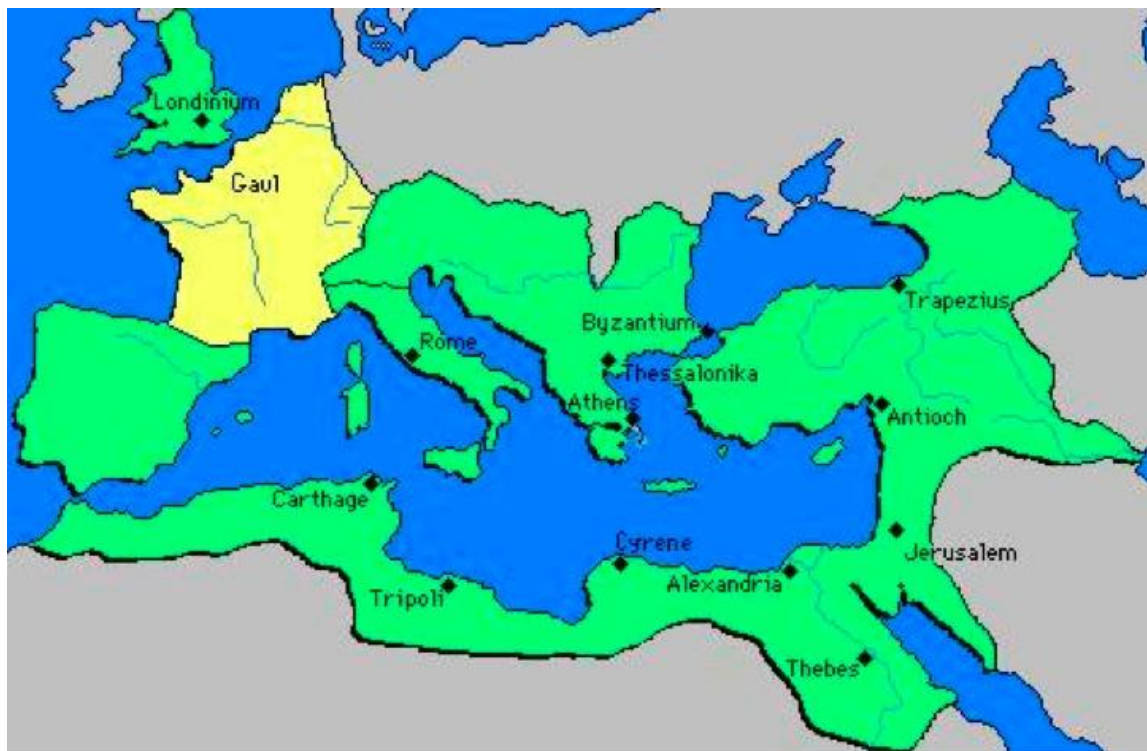 Londinium
Gaul
Trapezius
Byzantium
Rome
Thessalonika
Athens
Antioch
Carthage
Cyrene
Jerusalem
Alexandria
Tripoli
Thebes